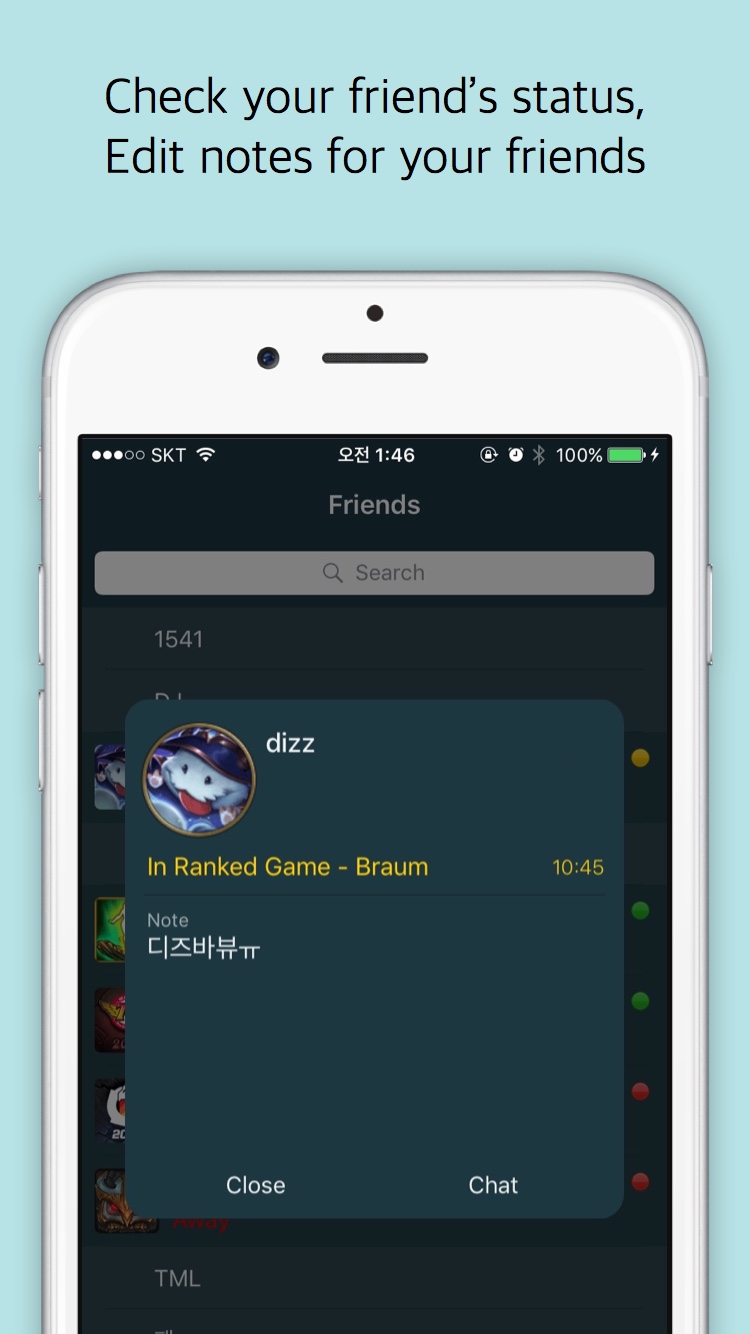 Check your friend’s status,
Edit notes for your friends
SKT
오전 1:46
100%
Friends
Search
1541
dizz
In Ranked Game - Braum
10:45
Note
디즈바뷰ㅠ
Close
Chat
Away
TML